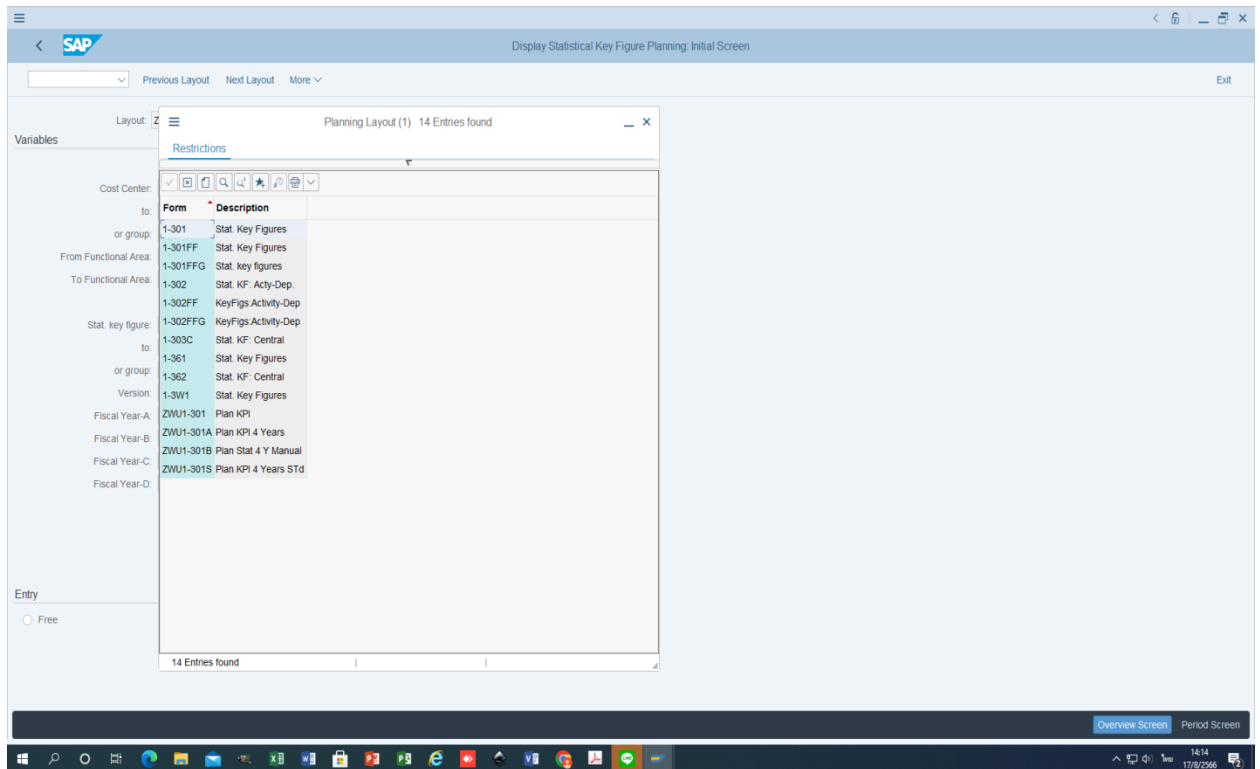 SAP
Display Statistical Key Figure Planning: Initial Screen
Previous Layout Next Layout More
Exit
Layout: Z
Variables
Cost Center:
to:
or group:
From Functional Area:
To Functional Area:
Stat. key figure:
to:
or group:
Version:
Fiscal Year-A:
Fiscal Year-B:
Fiscal Year-C:
Fiscal Year-D:
Entry
Free
Planning Layout (1) 14 Entries found
Restrictions
Form Description
1-301 Stat. Key Figures
1-301FF Stat. Key Figures
1-301FFG Stat. key figures
1-302 Stat. KF: Acty-Dep.
1-302FF KeyFigs:Activity-Dep
1-302FFG KeyFigs:Activity-Dep
1-303C Stat. KF: Central
1-361 Stat. Key Figures
1-362 Stat. KF: Central
1-3W1 Stat. Key Figures
ZWU1-301 Plan KPI
ZWU1-301A Plan KPI 4 Years
ZWU1-301B Plan Stat 4 Y Manual
ZWU1-301S Plan KPI 4 Years STd
14 Entries found
Overview Screen Period Screen
ไทย
14:14
17/8/2566